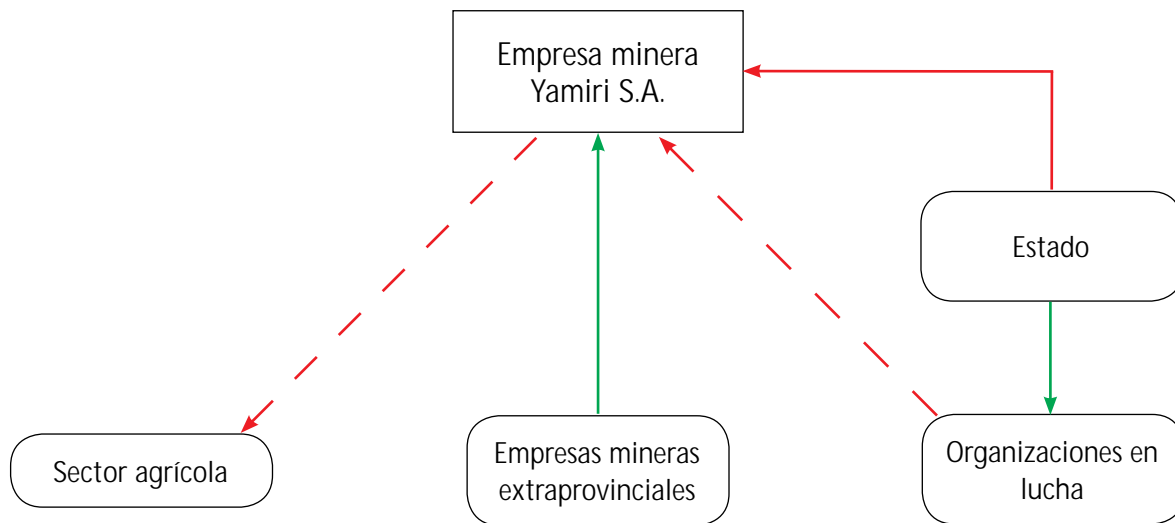 Empresa minera
Yamiri S.A.
Estado
Sector agrícola
Empresas mineras
extraprovinciales
Organizaciones en
lucha